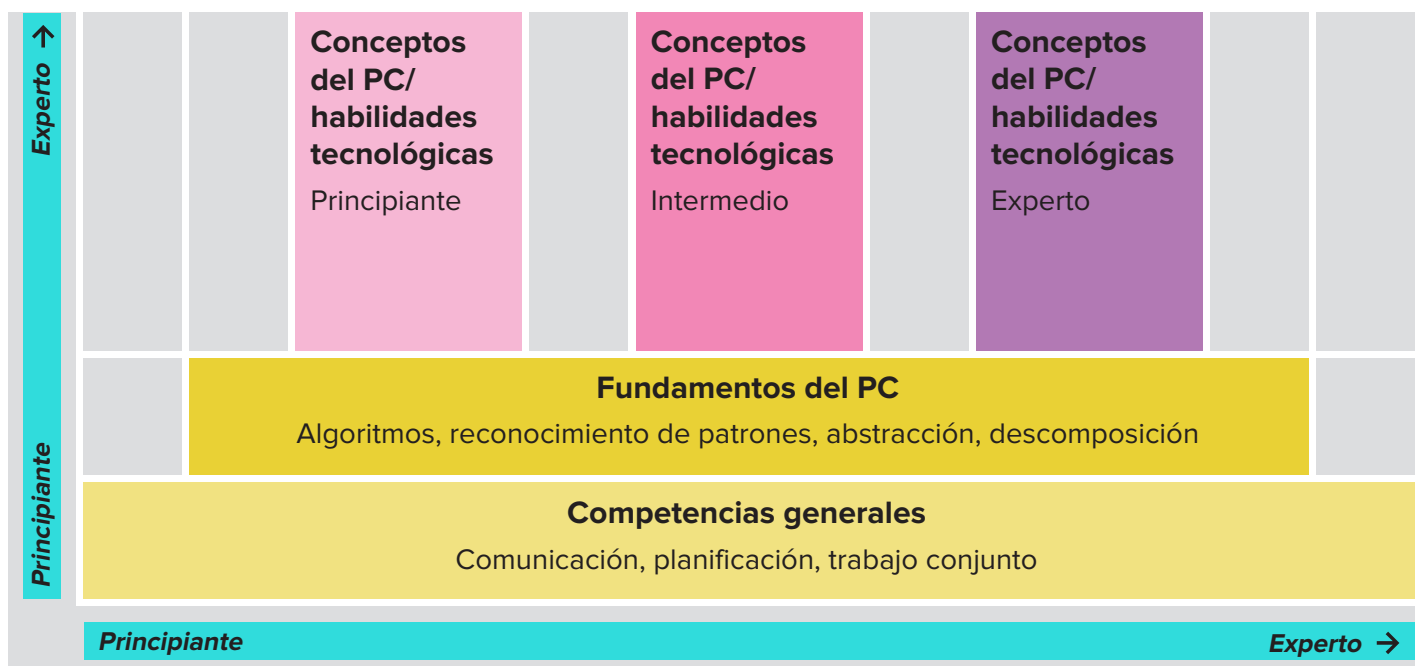 Experto →
Principiante
Conceptos
del PC/
habilidades
tecnológicas
Principiante
Conceptos
del PC/
habilidades
tecnológicas
Intermedio
Conceptos
del PC/
habilidades
tecnológicas
Experto
Fundamentos del PC
Algoritmos, reconocimiento de patrones, abstracción, descomposición
Competencias generales
Comunicación, planificación, trabajo conjunto
Principiante
Experto →